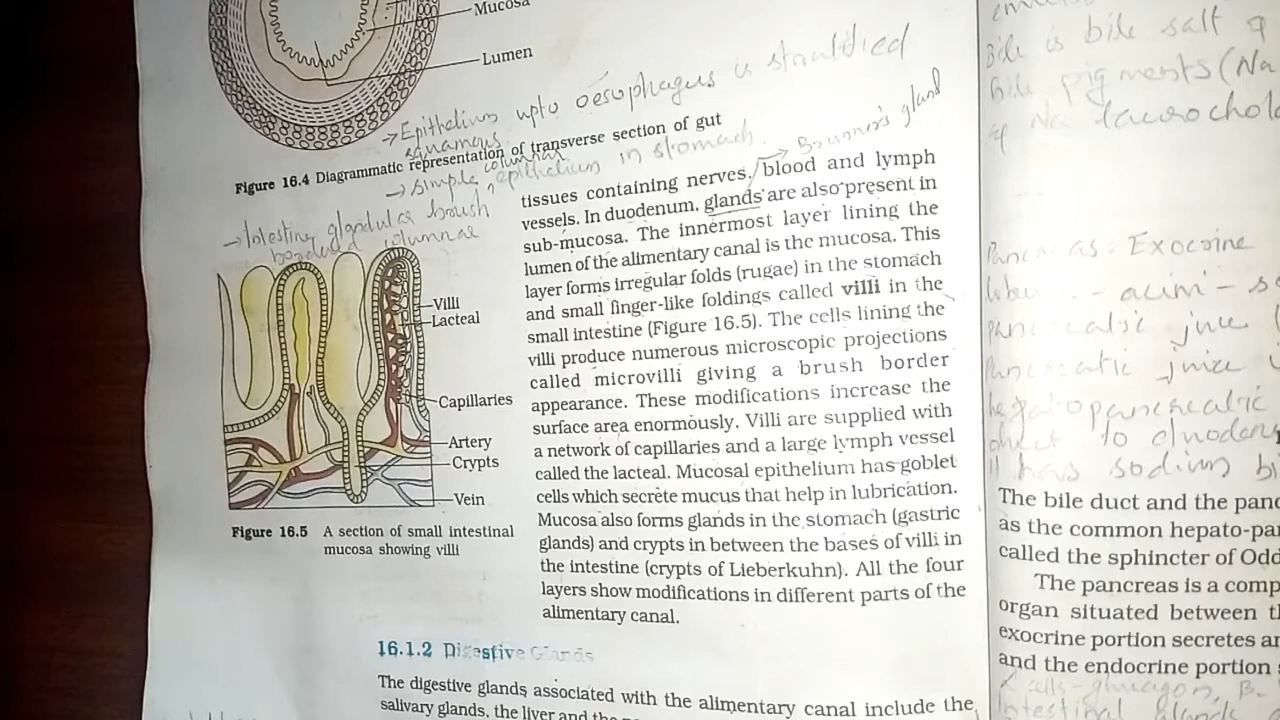 Mucosa
Lumen
→Epithelium upto oesophagus is
squamous
Figure 16.4 Diagrammatic representation of transverse section of gut
→ simple columnar epithelium in stomach
→ Brunner's gland
→ Intestine glandular brush
bordered columnar
Villi
Lacteal
Capillaries
Artery
Crypts
Vein
Figure 16.5 A section of small intestinal
mucosa showing villi
tissues containing nerves, blood and lymph
vessels. In duodenum, glands are also present in
sub-mucosa. The innermost layer lining the
lumen of the alimentary canal is the mucosa. This
layer forms irregular folds (rugae) in the stomach
and small finger-like foldings called villi in the
small intestine (Figure 16.5). The cells lining the
villi produce numerous microscopic projections
called microvilli giving a brush border
appearance. These modifications increase the
surface area enormously. Villi are supplied with
a network of capillaries and a large lymph vessel
called the lacteal. Mucosal epithelium has goblet
cells which secrete mucus that help in lubrication.
Mucosa also forms glands in the stomach (gastric
glands) and crypts in between the bases of villi in
the intestine (crypts of Lieberkuhn). All the four
layers show modifications in different parts of the
alimentary canal.
16.1.2 Digestive Glands
The digestive glands associated with the alimentary canal include the
salivary glands, the liver and the
Bile is bile salt
Bile pigments (Na
Na
Exocrine
juice
juice
to
have sodium
The bile duct and the panc
as the common hepato-pa
called the sphincter of Odd
The pancreas is a comp
organ situated between t
exocrine portion secretes a
and the endocrine portion
Intestinal glands